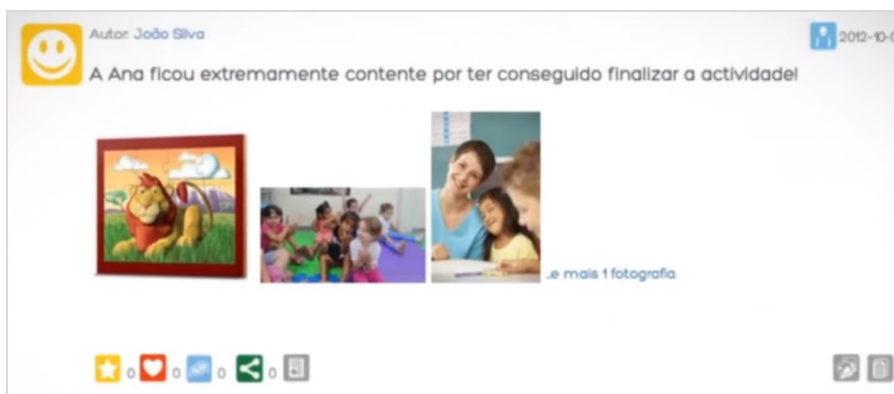 Autor: João Silva
2012-10-0
A Ana ficou extremamente contente por ter conseguido finalizar a actividade!
...e mais 1 fotografia.
0 0 0 0